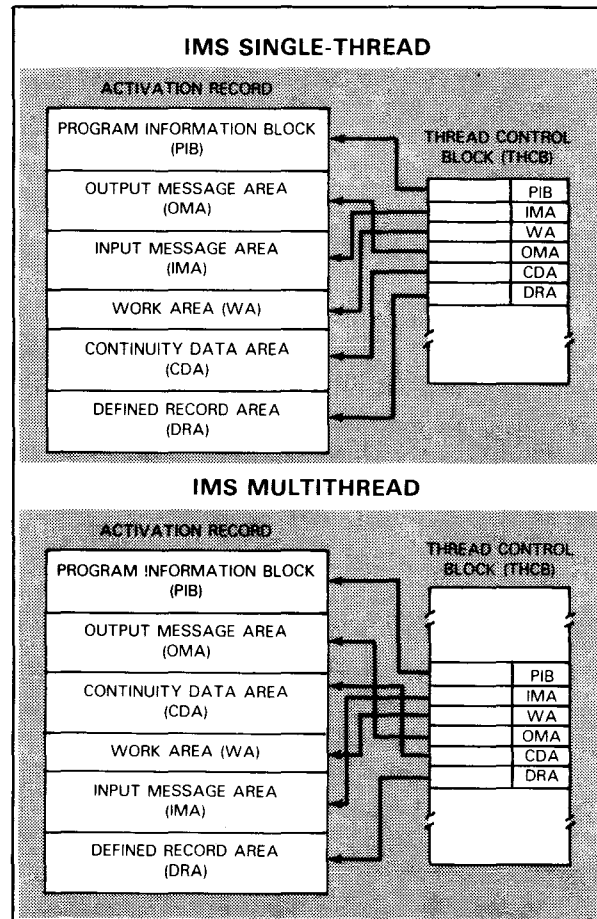 IMS SINGLE-THREAD
ACTIVATION RECORD
PROGRAM INFORMATION BLOCK
(PIB)
OUTPUT MESSAGE AREA
(OMA)
INPUT MESSAGE AREA
(IMA)
WORK AREA (WA)
CONTINUITY DATA AREA
(CDA)
DEFINED RECORD AREA
(DRA)
THREAD CONTROL
BLOCK (THCB)
PIB
IMA
WA
OMA
CDA
DRA
IMS MULTITHREAD
ACTIVATION RECORD
PROGRAM INFORMATION BLOCK
(PIB)
OUTPUT MESSAGE AREA
(OMA)
CONTINUITY DATA AREA
(CDA)
WORK AREA (WA)
INPUT MESSAGE AREA
(IMA)
DEFINED RECORD AREA
(DRA)
THREAD CONTROL
BLOCK (THCB)
PIB
IMA
WA
OMA
CDA
DRA